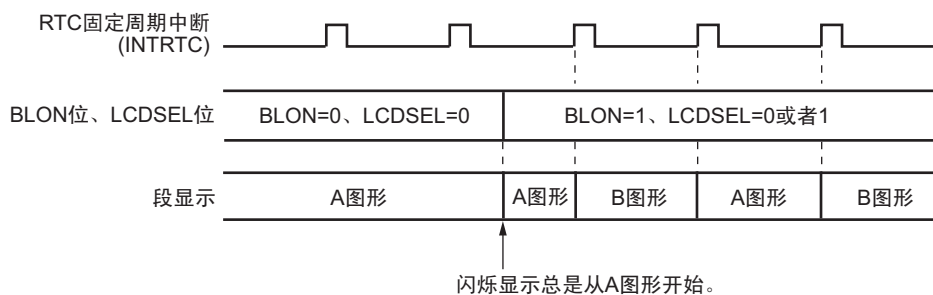 RTC固定周期中断
(INTRTC)
BLON位、LCDSEL位
BLON=0、LCDSEL=0
BLON=1、LCDSEL=0或者1
段显示
A图形
A图形
B图形
A图形
B图形
闪烁显示总是从A图形开始。